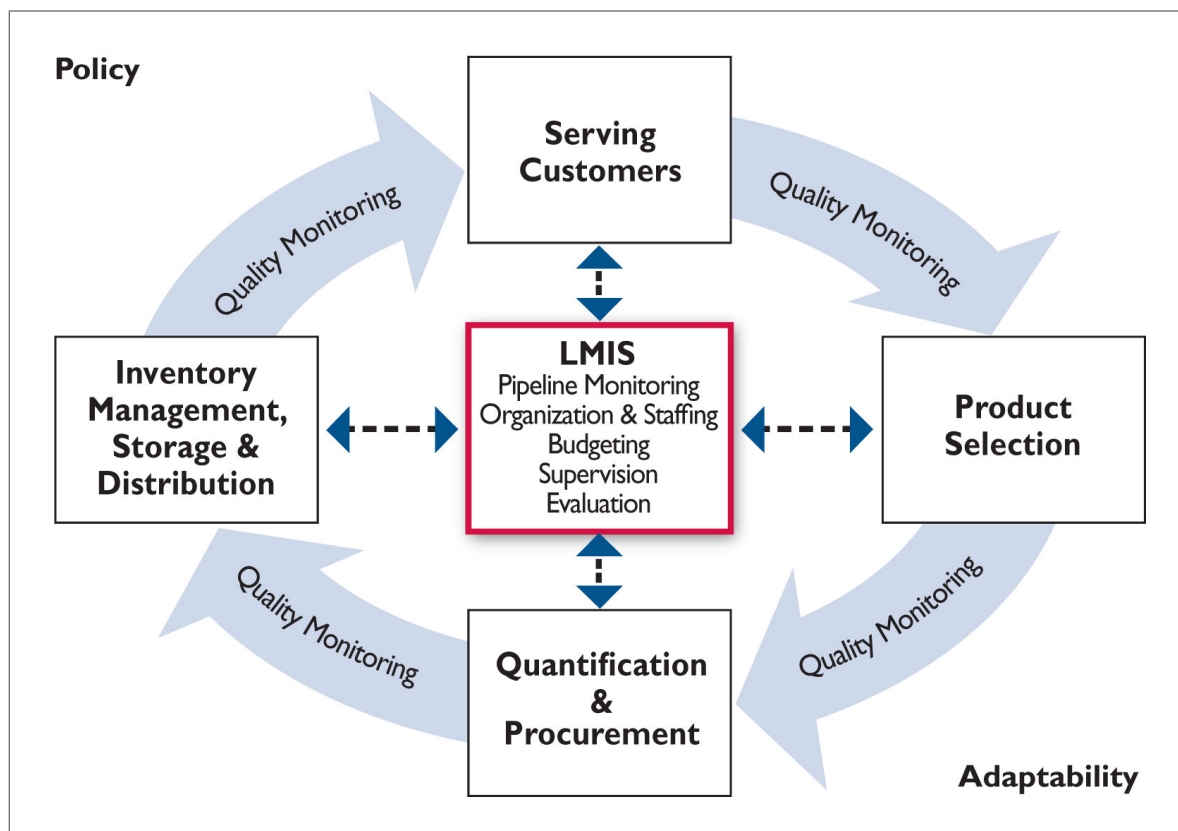 Policy
Serving
Customers
Quality Monitoring
Quality Monitoring
Inventory
Management,
Storage &
Distribution
LMIS
Pipeline Monitoring
Organization & Staffing
Budgeting
Supervision
Evaluation
Product
Selection
Quality Monitoring
Quality Monitoring
Quantification
&
Procurement
Adaptability